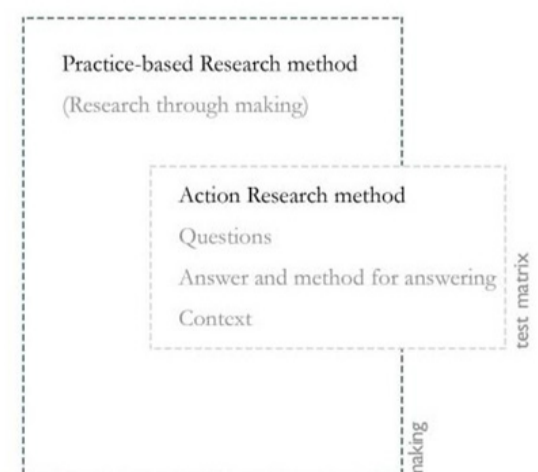 Practice-based Research method
(Research through making)
Action Research method
Questions
Answer and method for answering
Context
test matrix